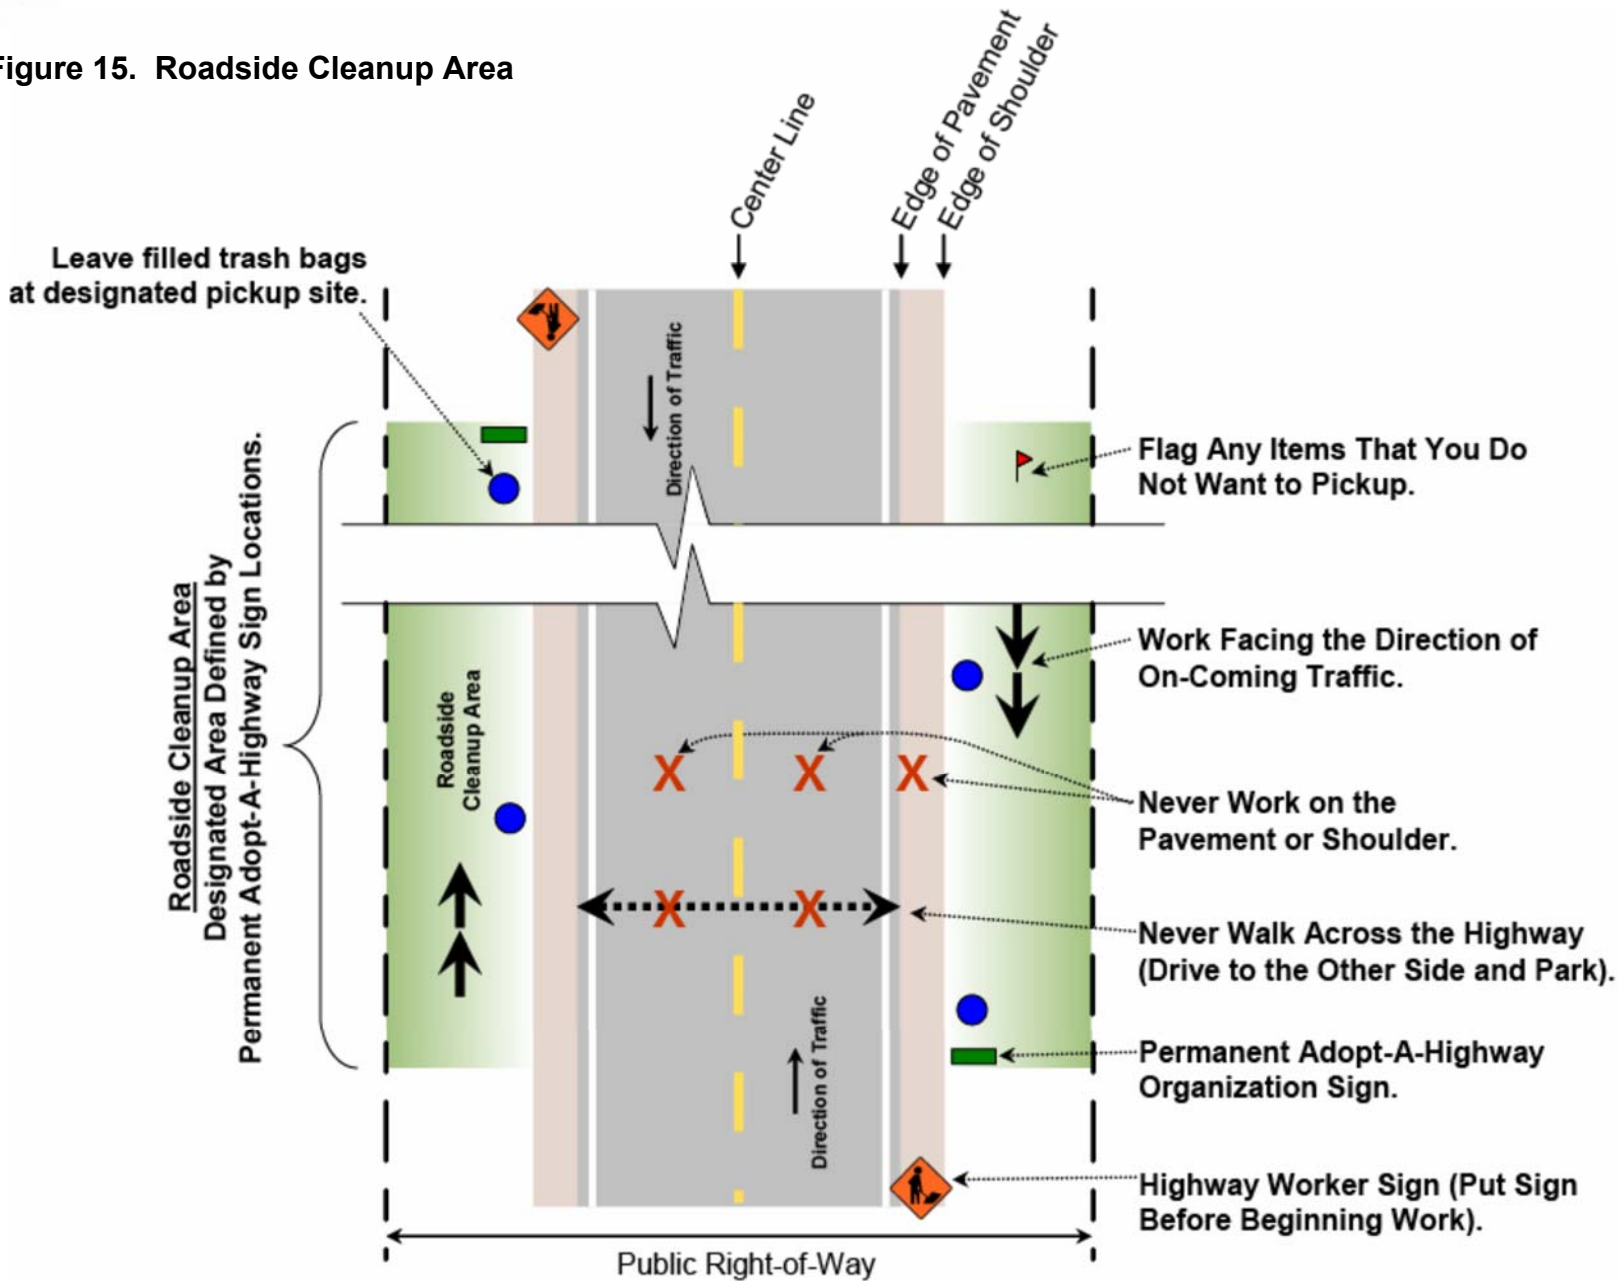 Figure 15. Roadside Cleanup Area
Center Line
Edge of Pavement
Edge of Shoulder
Leave filled trash bags
at designated pickup site.
Direction of Traffic
Flag Any Items That You Do
Not Want to Pickup.
Roadside Cleanup Area
Designated Area Defined by
Permanent Adopt-A-Highway Sign Locations.
Roadside
Cleanup Area
Work Facing the Direction of
On-Coming Traffic.
X X X
Never Work on the
Pavement or Shoulder.
X X
Never Walk Across the Highway
(Drive to the Other Side and Park).
Direction of Traffic
Permanent Adopt-A-Highway
Organization Sign.
Highway Worker Sign (Put Sign
Before Beginning Work).
Public Right-of-Way